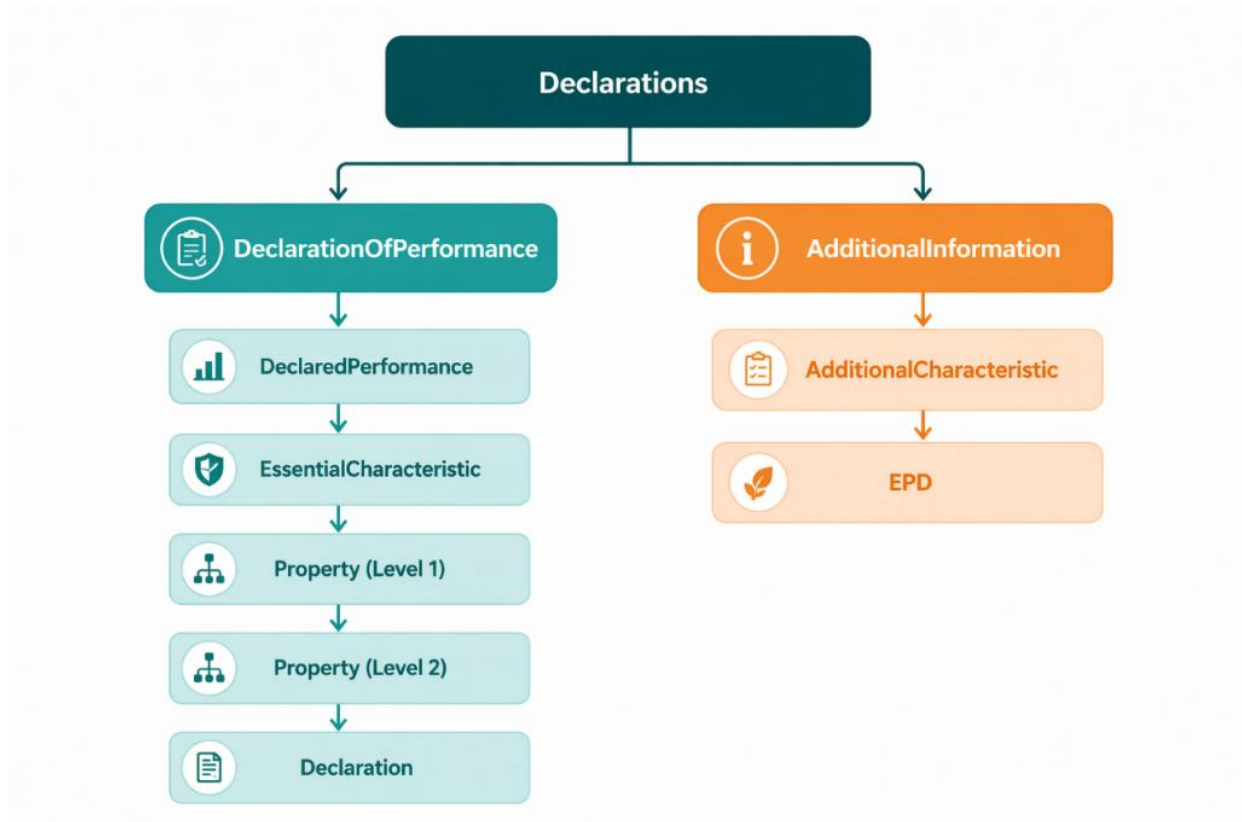 Declarations
DeclarationOfPerformance
AdditionalInformation
DeclaredPerformance
AdditionalCharacteristic
EssentialCharacteristic
EPD
Property (Level 1)
Property (Level 2)
Declaration